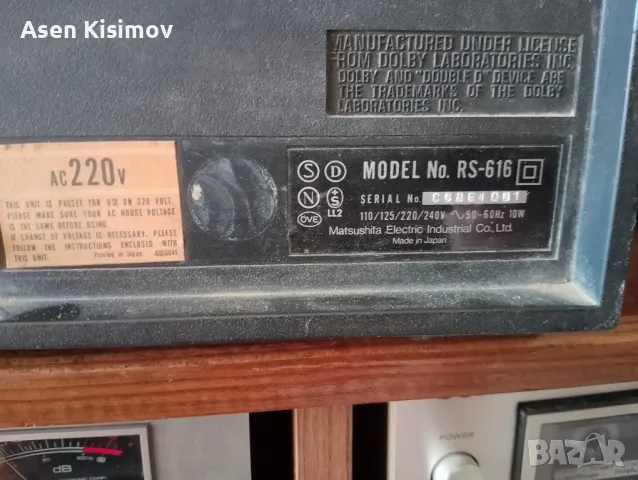 Asen Kisimov
MANUFACTURED UNDER LICENSE
FROM DOLBY LABORATORIES INC.
DOLBY AND "DOUBLE D" DEVICE ARE
THE TRADEMARKS OF THE DOLBY
LABORATORIES INC.
AC 220V
THIS UNIT IS PRESET FOR USE ON 220 VOLT.
PLEASE MAKE SURE YOUR AC HOUSE VOLTAGE
IS THE SAME BEFORE USING.
IF CHANGE OF VOLTAGE IS NECESSARY, PLEASE
FOLLOW THE INSTRUCTIONS ENCLOSED WITH
THIS UNIT.
Printed in Japan
S D
N +S
OVE LL2
MODEL No. RS-616
SERIAL No.
110/125/220/240V ~ 50-60Hz 10W
Matsushita Electric Industrial Co., Ltd.
Made in Japan
dB
POWER
BAZAR
bg